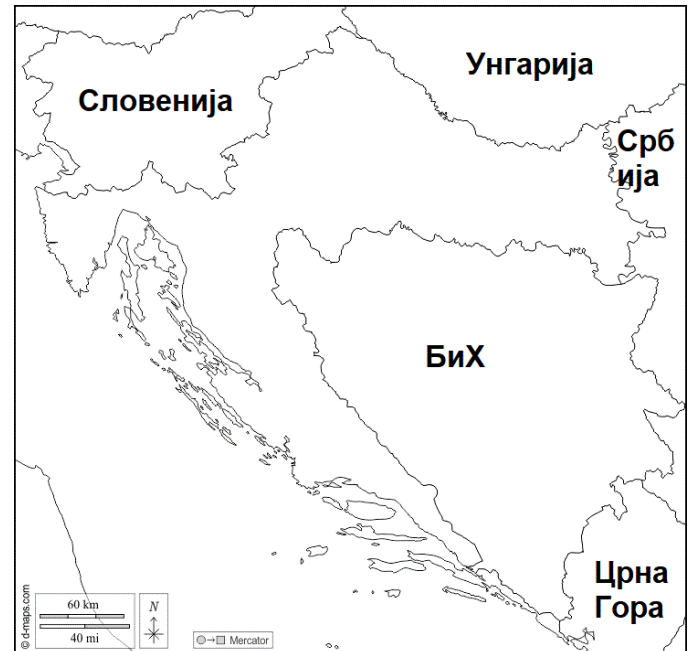 Унгарија
Словенија
Срб
ија
БиХ
Црна
Гора
60 km
40 mi
N
Mercator
© d-maps.com